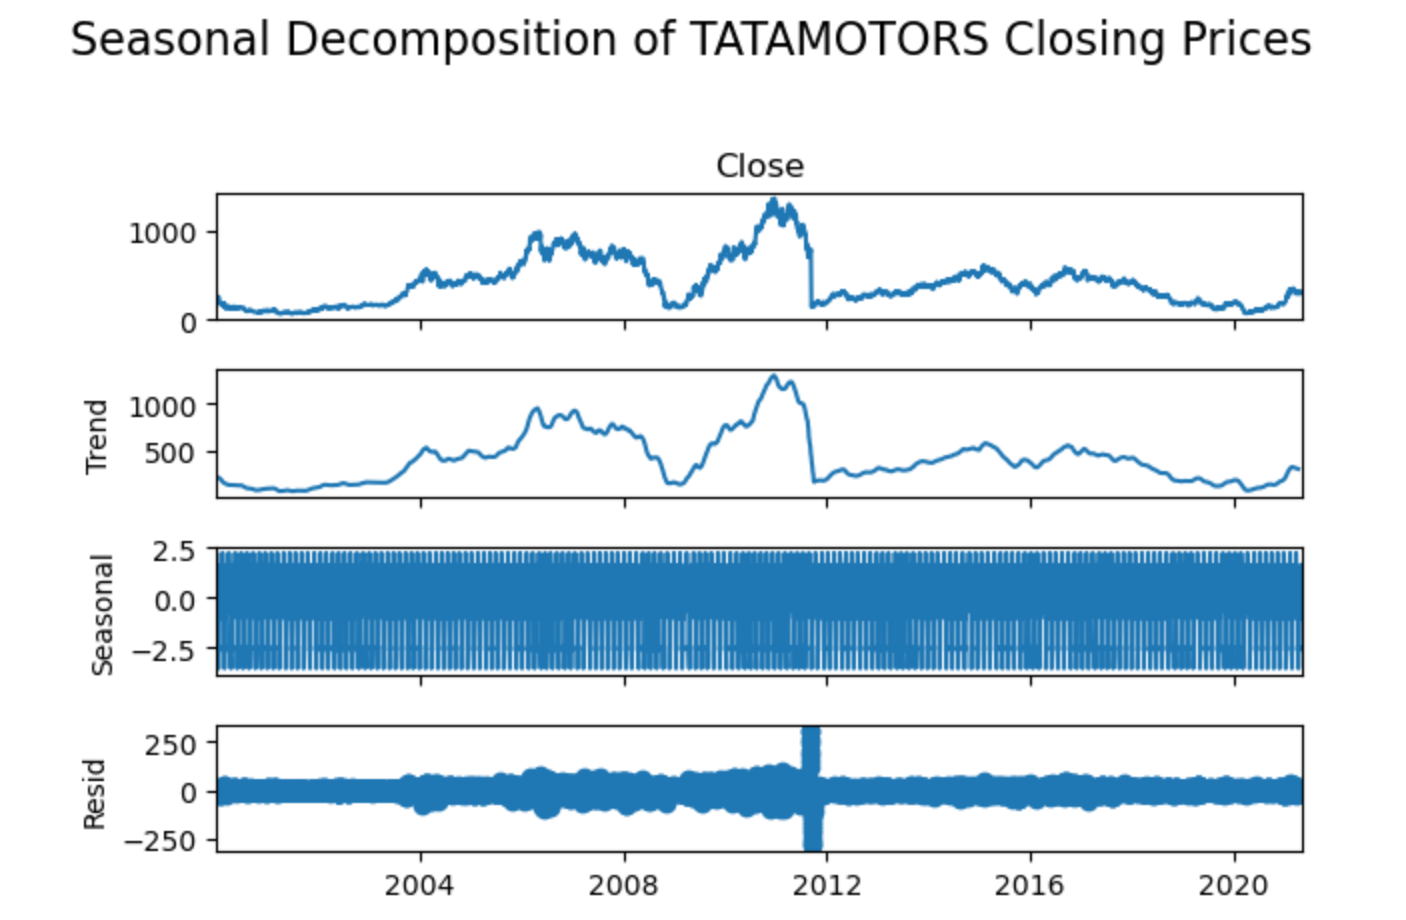 Seasonal Decomposition of TATAMOTORS Closing Prices
Close
1000
0
Trend
1000
500
Seasonal
2.5
0.0
−2.5
Resid
250
0
−250
2004 2008 2012 2016 2020